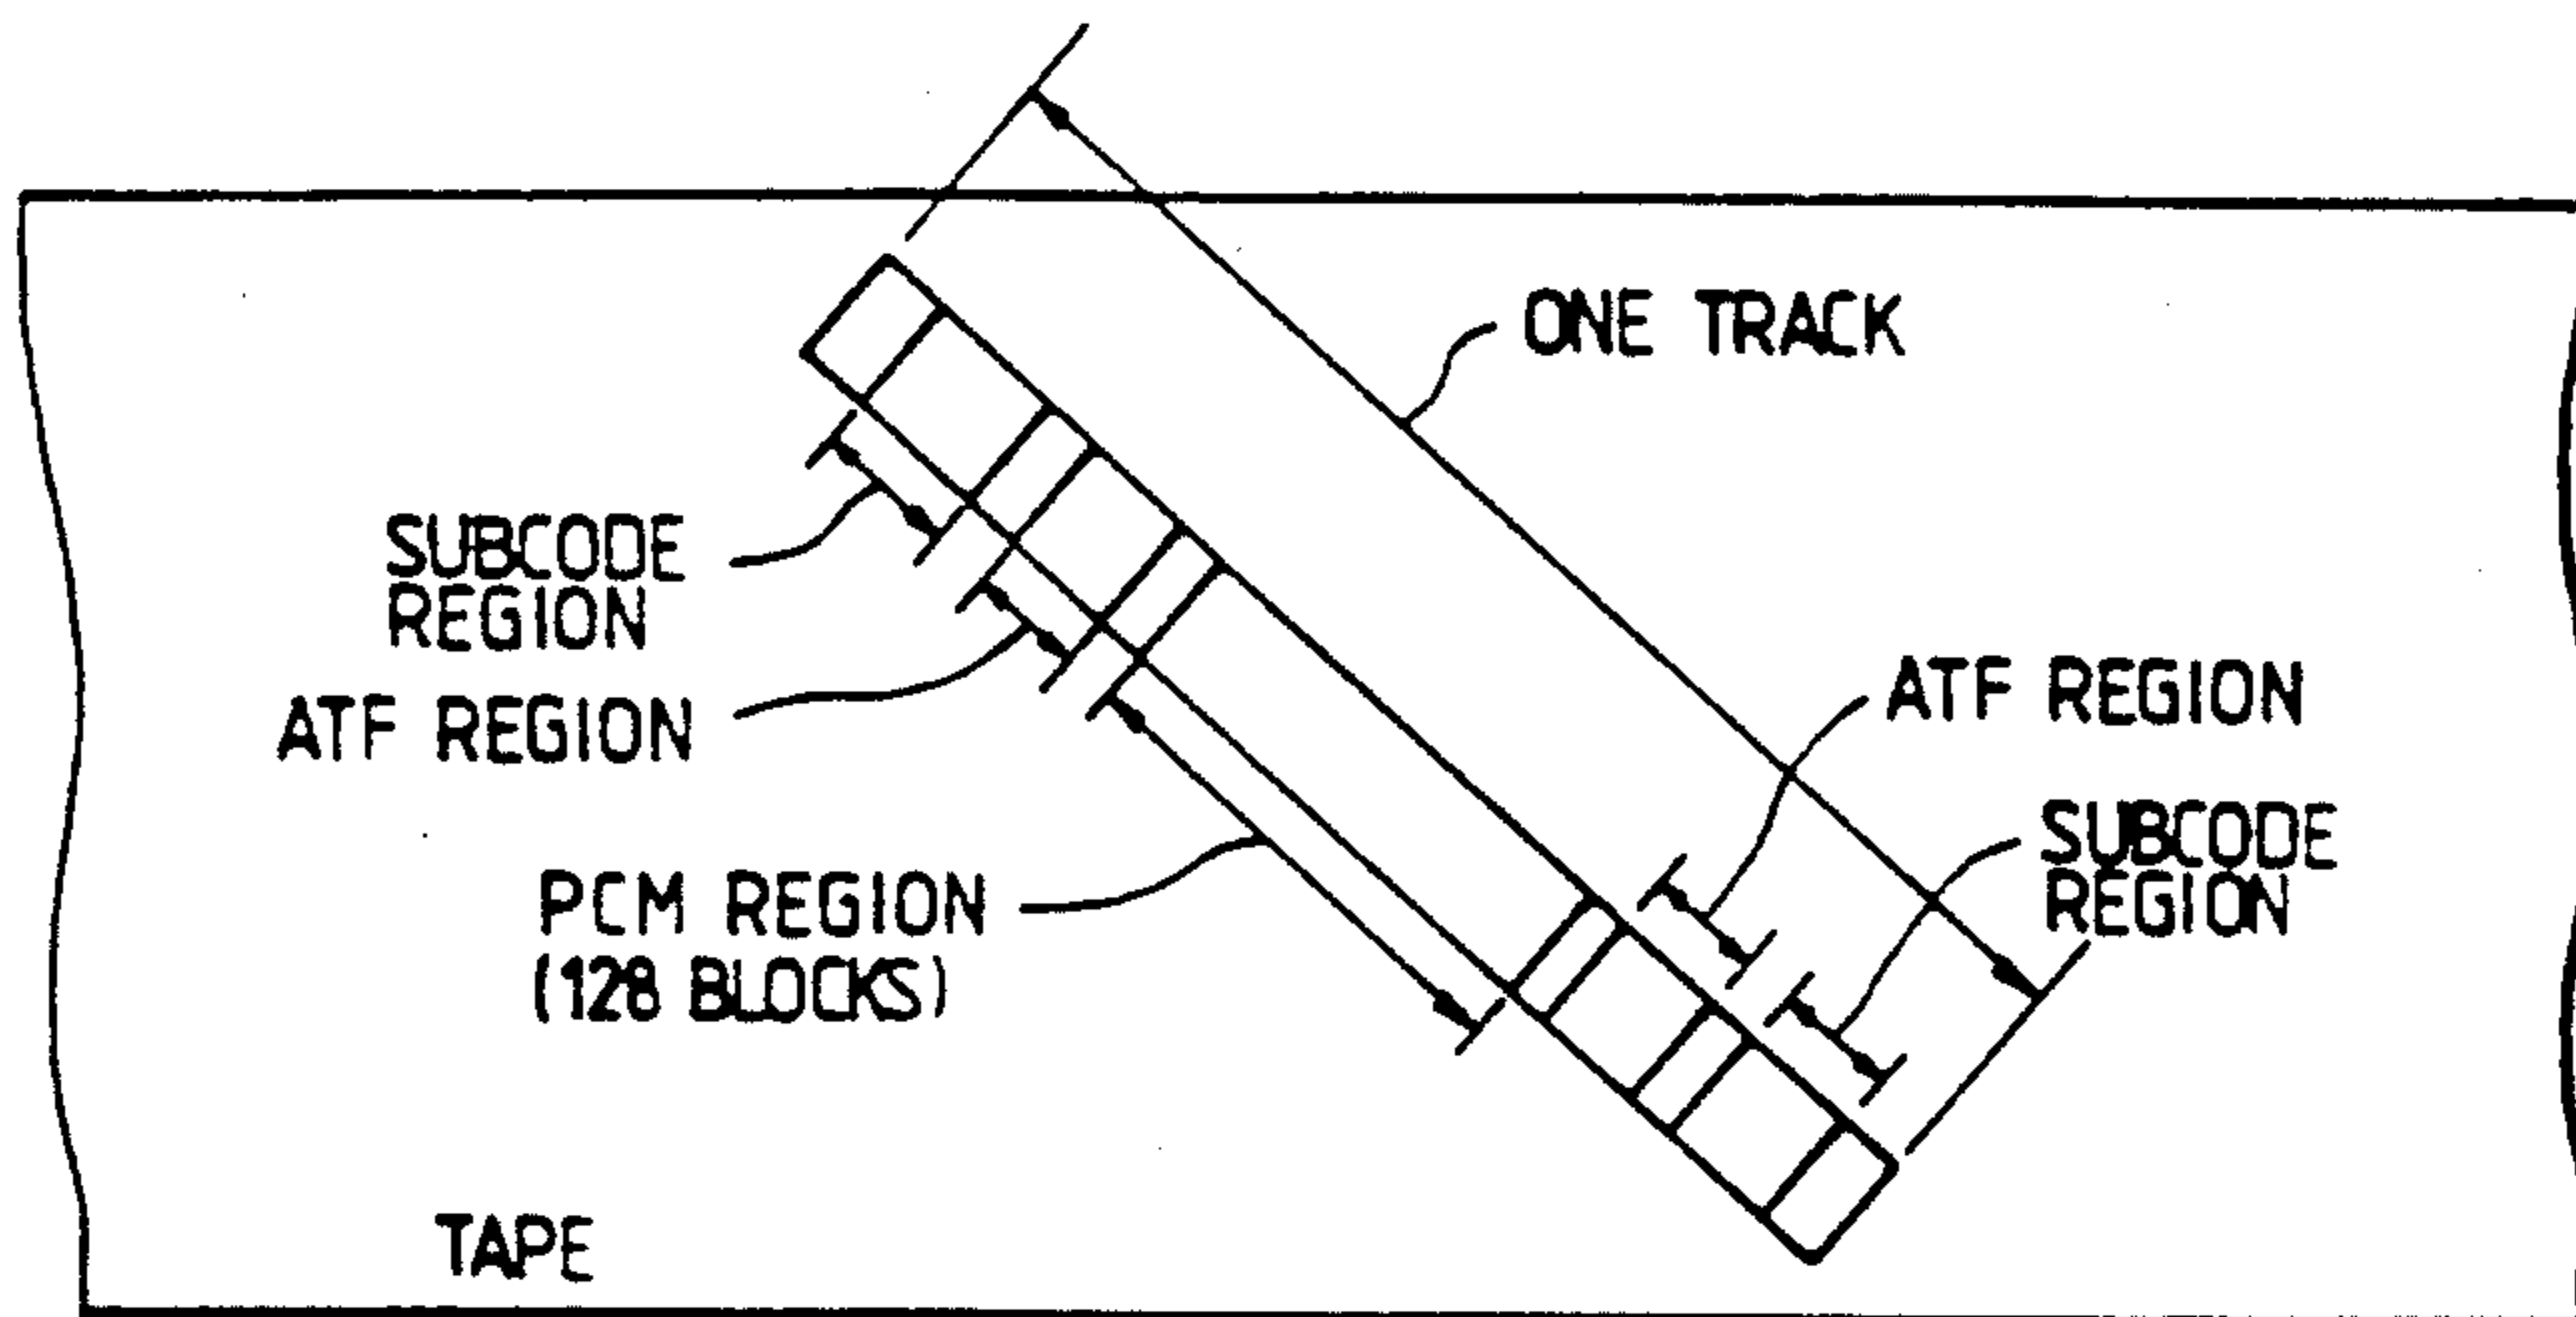 ONE TRACK
SUBCODE
REGION
ATF REGION
PCM REGION
(128 BLOCKS)
ATF REGION
SUBCODE
REGION
TAPE